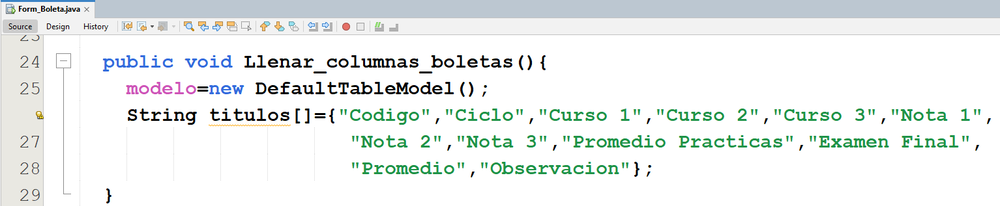 Form_Boleta.java
Source Design History
23
24 public void Llenar_columnas_boletas(){
25 modelo=new DefaultTableModel();
String titulos[]={"Codigo","Ciclo","Curso 1","Curso 2","Curso 3","Nota 1",
27 "Nota 2","Nota 3","Promedio Practicas","Examen Final",
28 "Promedio","Observacion"};
29 }